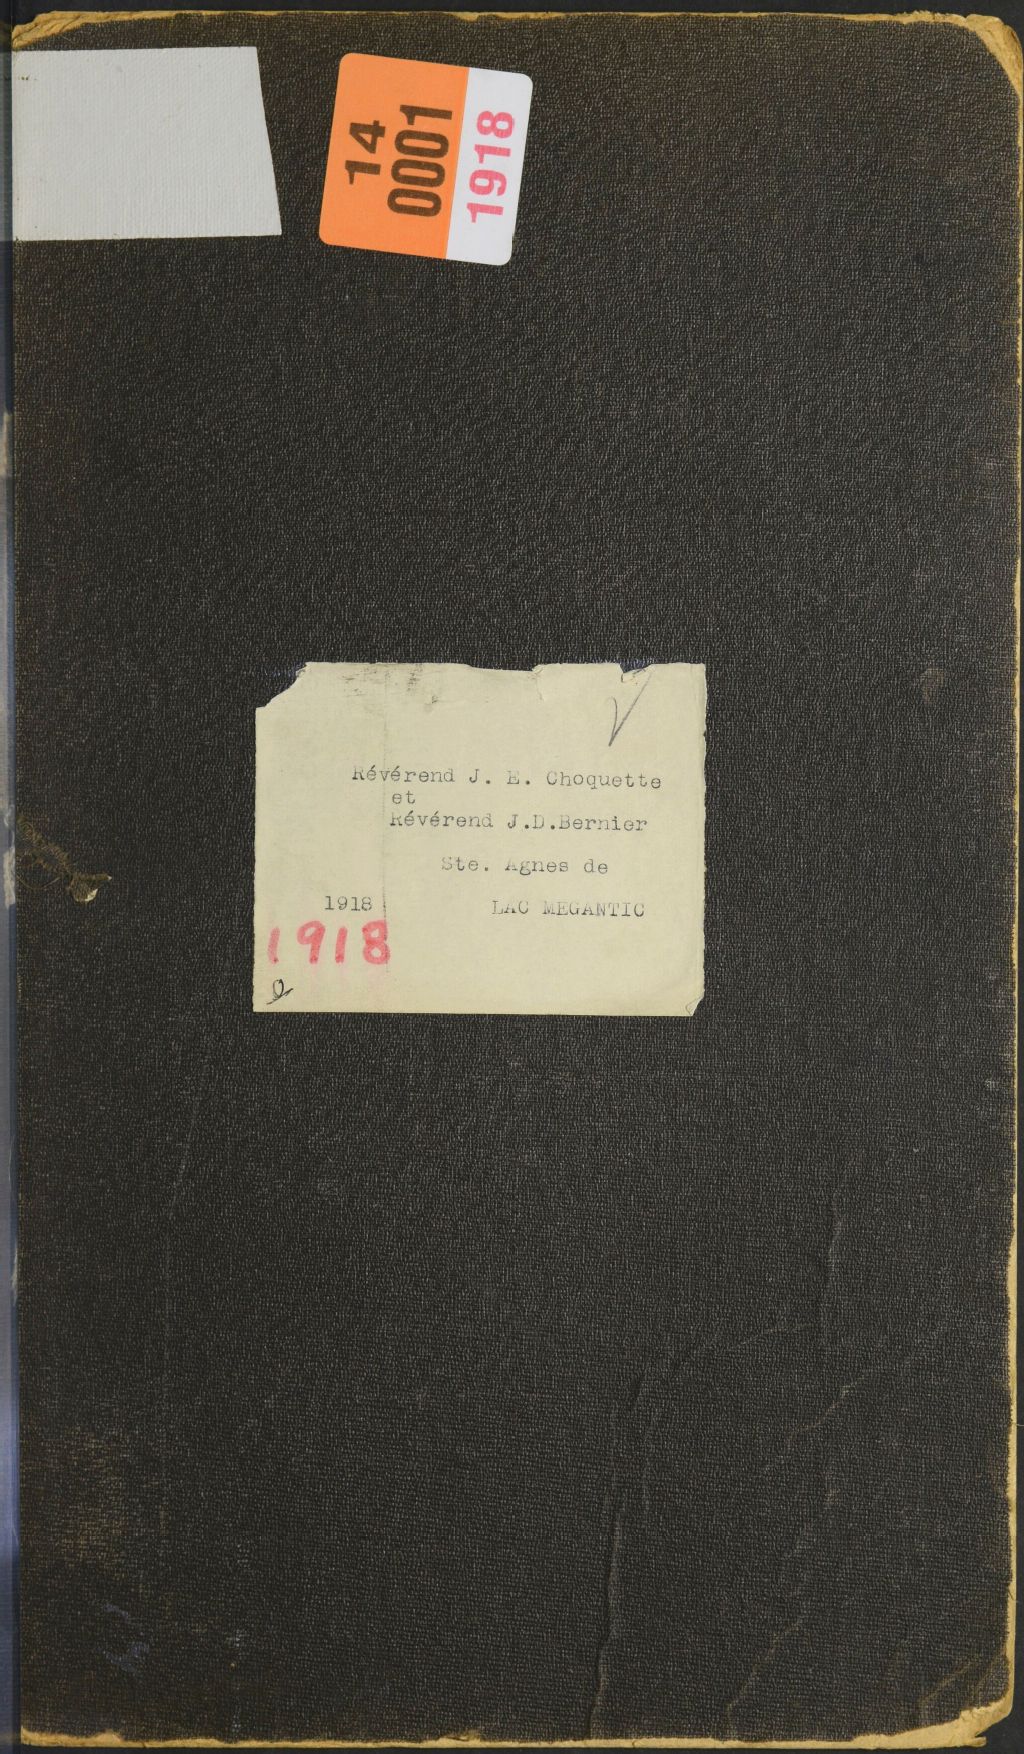 14
0001
1918
Révérend J. E. Choquette
et
Révérend J.D.Bernier
Ste. Agnes de
1918 LAC MEGANTIC
1918